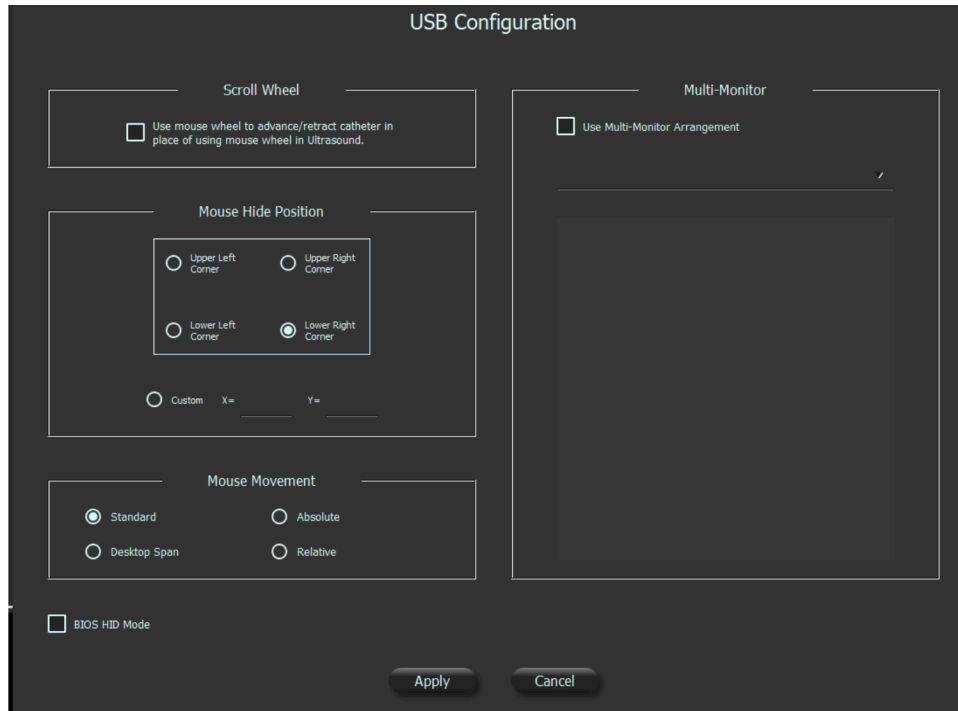 USB Configuration
Scroll Wheel
Use mouse wheel to advance/retract catheter in
place of using mouse wheel in Ultrasound.
Mouse Hide Position
Upper Left
Corner
Upper Right
Corner
Lower Left
Corner
Lower Right
Corner
Custom X= Y=
Mouse Movement
Standard
Absolute
Desktop Span
Relative
BIOS HID Mode
Multi-Monitor
Use Multi-Monitor Arrangement
Apply
Cancel